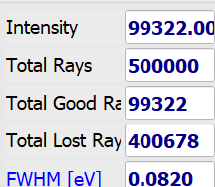 Intensity 99322.00
Total Rays 500000
Total Good Ra 99322
Total Lost Ray 400678
FWHM [eV] 0.0820